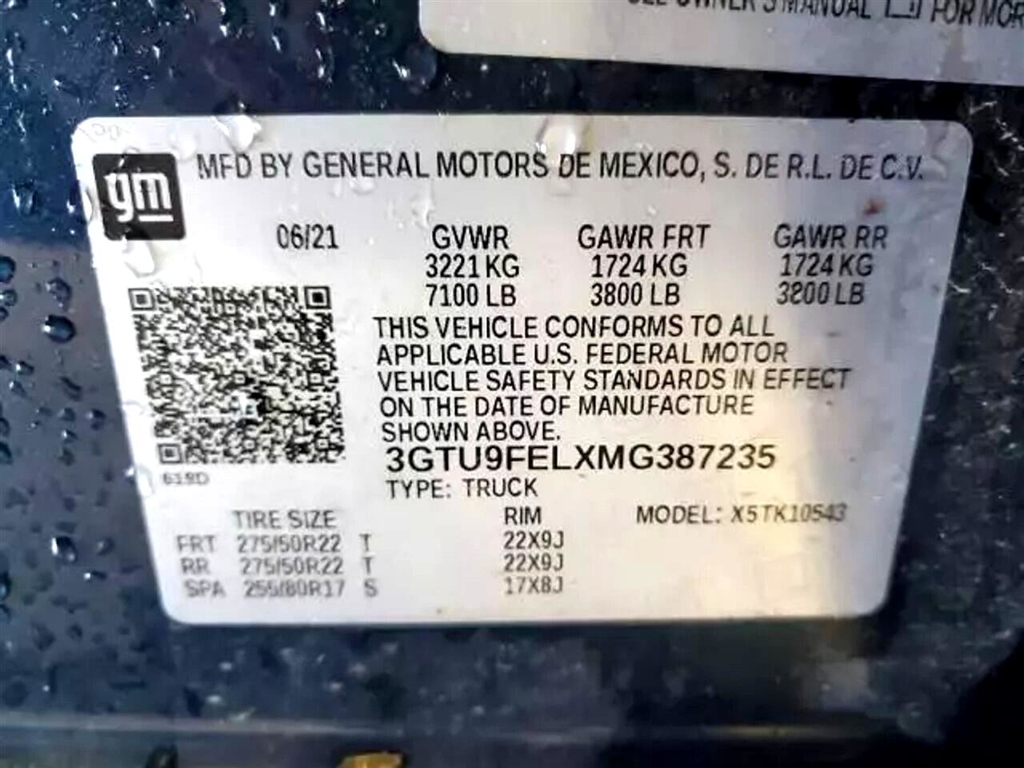 SEE OWNER'S MANUAL FOR MOR
gm
MFD BY GENERAL MOTORS DE MEXICO, S. DE R.L. DE C.V.
06/21 GVWR GAWR FRT GAWR RR
3221 KG 1724 KG 1724 KG
7100 LB 3800 LB 3800 LB
THIS VEHICLE CONFORMS TO ALL
APPLICABLE U.S. FEDERAL MOTOR
VEHICLE SAFETY STANDARDS IN EFFECT
ON THE DATE OF MANUFACTURE
SHOWN ABOVE.
3GTU9FELXMG387235
619D
TYPE: TRUCK
TIRE SIZE RIM MODEL: X5TK10543
FRT 275/50R22 T 22X9J
RR 275/50R22 T 22X9J
SPA 255/80R17 S 17X8J